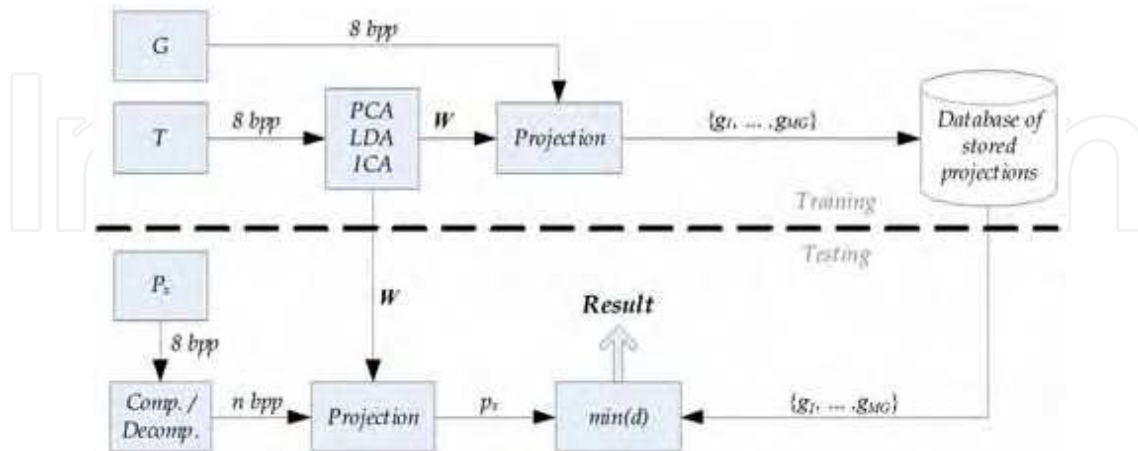 G
8 bpp
T
8 bpp
PCA
LDA
ICA
W
Projection
{g1, ... ,gMG}
Database of
stored
projections
Training
Testing
Px
W
Result
8 bpp
Comp. /
Decomp.
n bpp
Projection
px
min(d)
{g1, ... ,gMG}